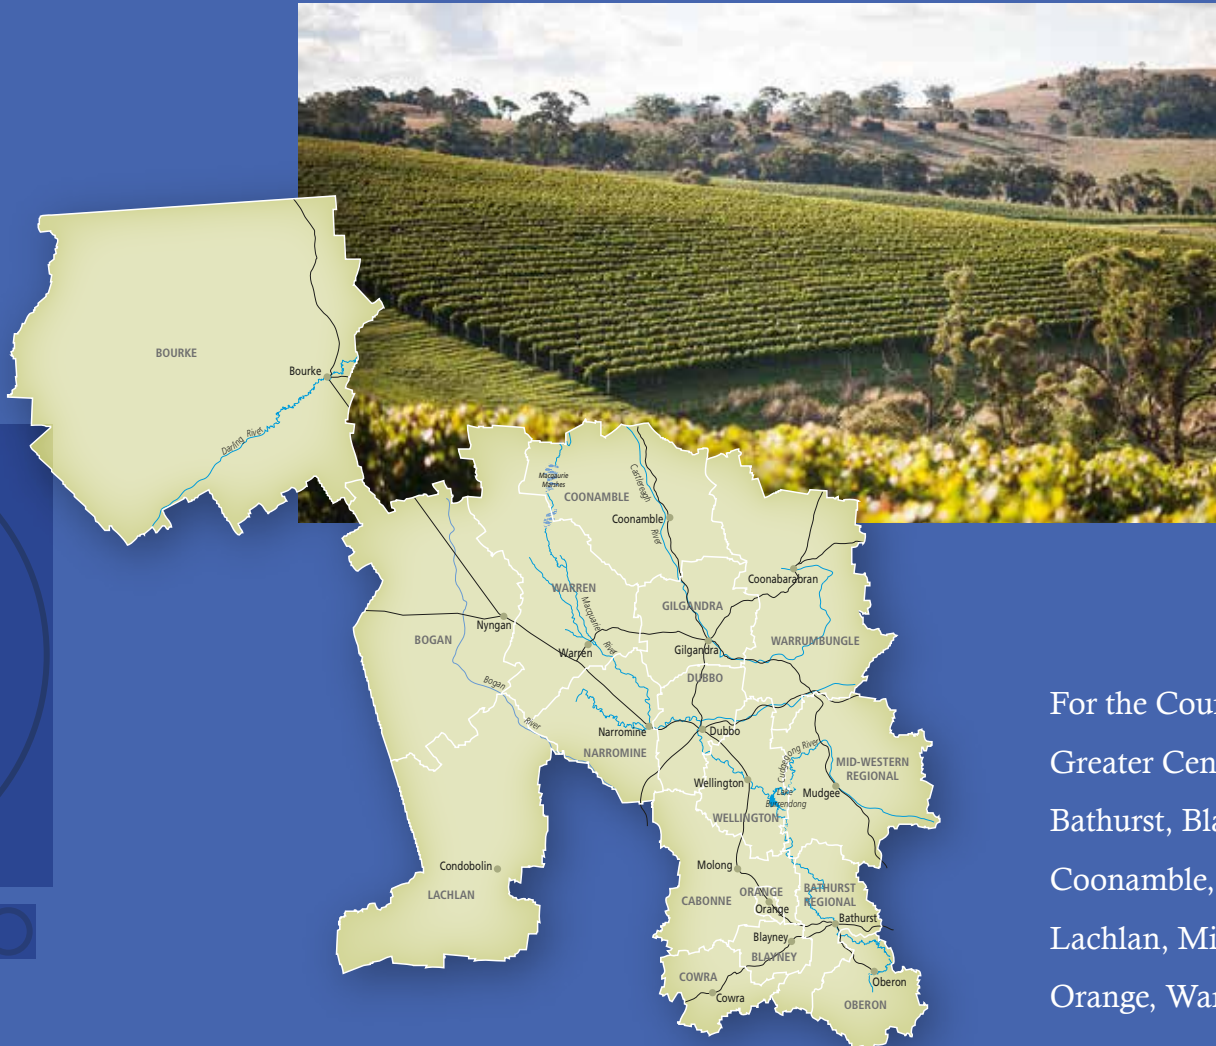 BOURKE
Bourke
Darling River
Macquarie
Marshes
Castlereagh
River
COONAMBLE
Coonamble
Coonabarabran
WARREN
Macquarie
River
GILGANDRA
Nyngan
BOGAN
Warren
Gilgandra
WARRUMBUNGLE
DUBBO
Bogan
River
Narromine
Dubbo
NARROMINE
Cudgegong River
MID-WESTERN
REGIONAL
Wellington
Lake
Burrendong
Mudgee
WELLINGTON
Condobolin
LACHLAN
Molong
CABONNE
ORANGE
Orange
BATHURST
REGIONAL
Bathurst
Blayney
BLAYNEY
COWRA
Cowra
Oberon
OBERON
For the Cou
Greater Cen
Bathurst, Bla
Coonamble,
Lachlan, Mi
Orange, War